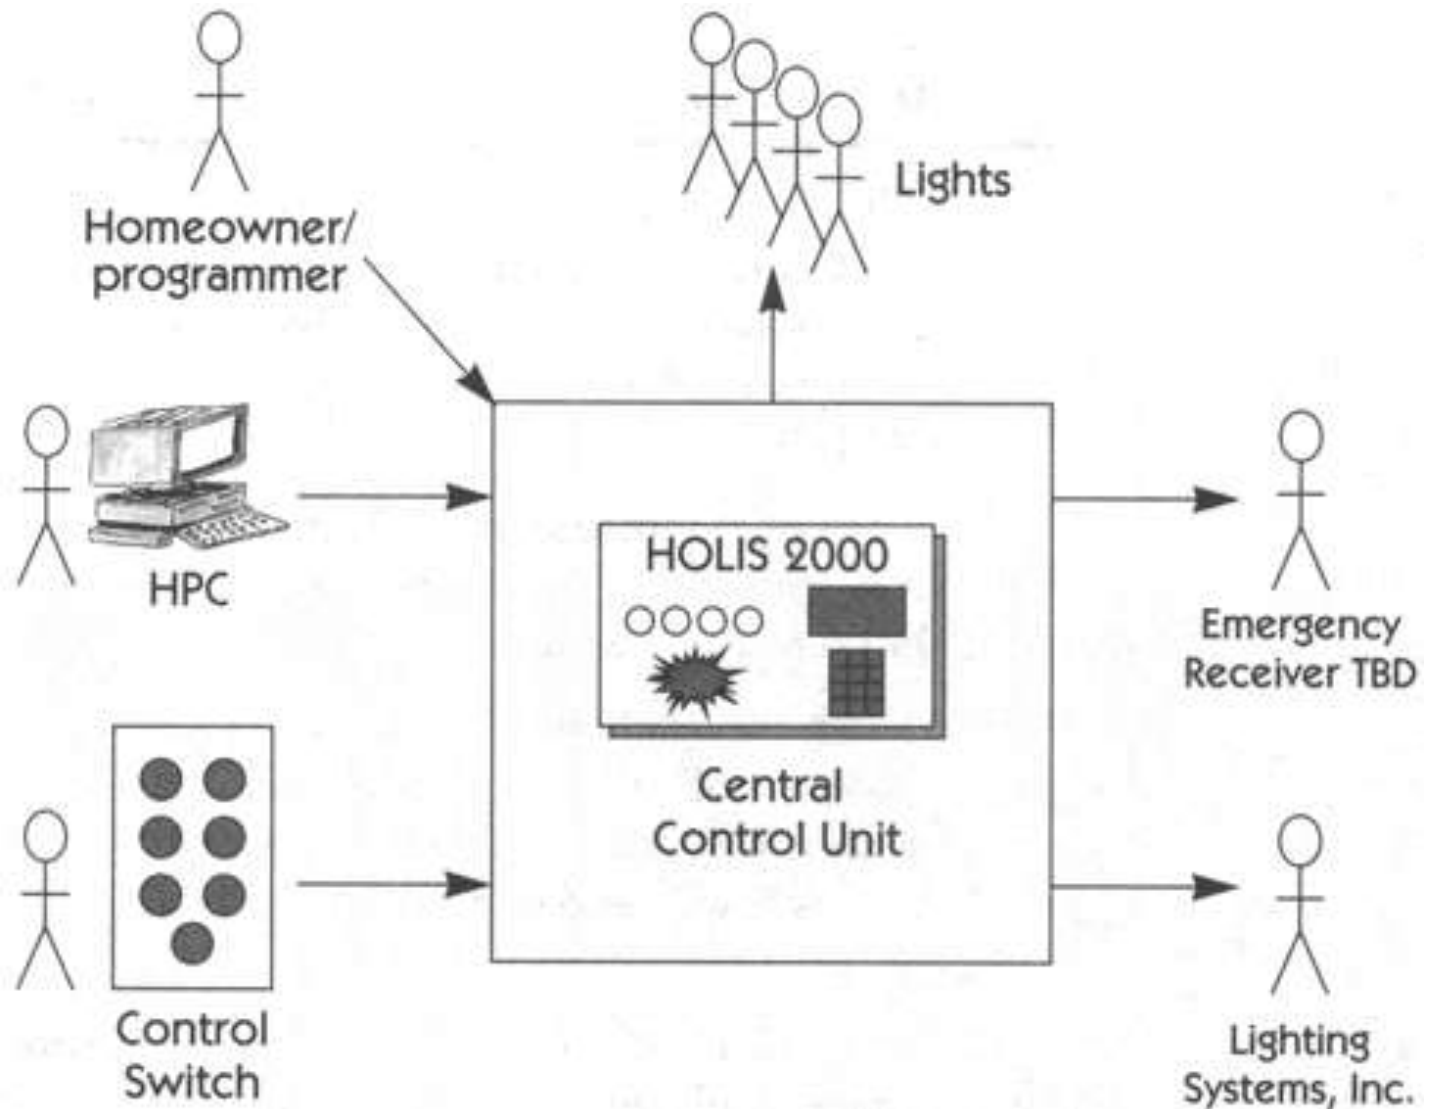 Homeowner/
programmer
Lights
HPC
HOLIS 2000
Central
Control Unit
Emergency
Receiver TBD
Control
Switch
Lighting
Systems, Inc.